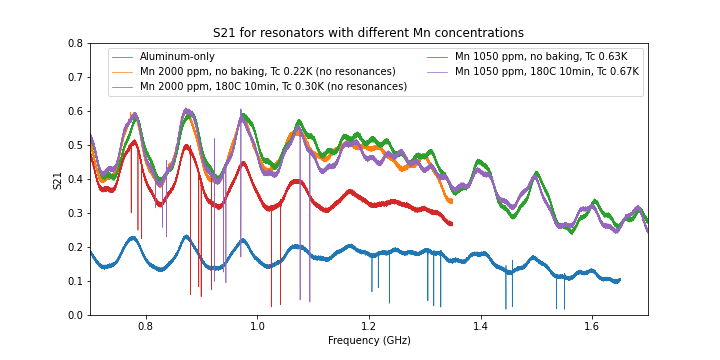 S21 for resonators with different Mn concentrations
Aluminum-only
Mn 2000 ppm, no baking, Tc 0.22K (no resonances)
Mn 2000 ppm, 180C 10min, Tc 0.30K (no resonances)
Mn 1050 ppm, no baking, Tc 0.63K
Mn 1050 ppm, 180C 10min, Tc 0.67K
S21
0.8
0.7
0.6
0.5
0.4
0.3
0.2
0.1
0.0
0.8
1.0
1.2
1.4
1.6
Frequency (GHz)